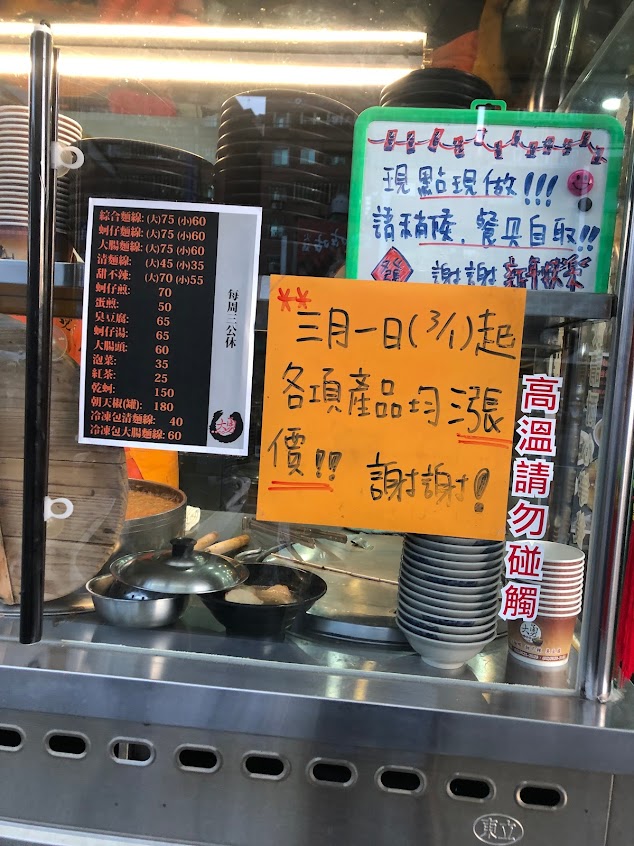 現點現做!!!
請稍候、餐具自取!!
謝謝
綜合麵線:(大)75 (小)60
蚵仔麵線:(大)75 (小)60
大腸麵線:(大)75 (小)60
清麵線: (大)45 (小)35
甜不辣: (大)70 (小)55
蚵仔煎: 70
蛋煎: 50
臭豆腐: 65
蚵仔湯: 65
大腸頭: 60
泡菜: 35
紅茶: 25
乾蚵: 150
朝天椒(罐): 180
冷凍包清麵線: 40
冷凍包大腸麵線:60
每周三公休
**
三月一日(3/1)起
各項產品均漲
價!! 謝謝!
高溫請勿碰觸
東立